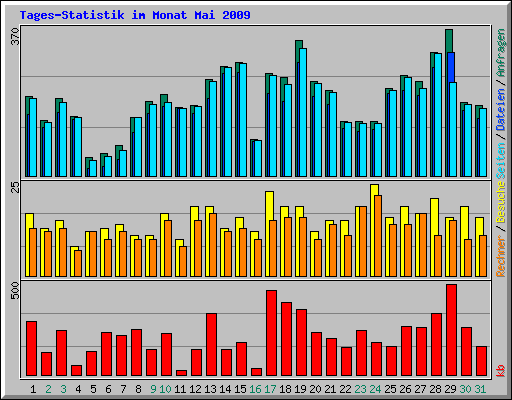 Tages-Statistik im Monat Mai 2009
370
25
500
Rechner / Besuche Seiten / Dateien / Anfragen
kb
1 2 3 4 5 6 7 8 9 10 11 12 13 14 15 16 17 18 19 20 21 22 23 24 25 26 27 28 29 30 31